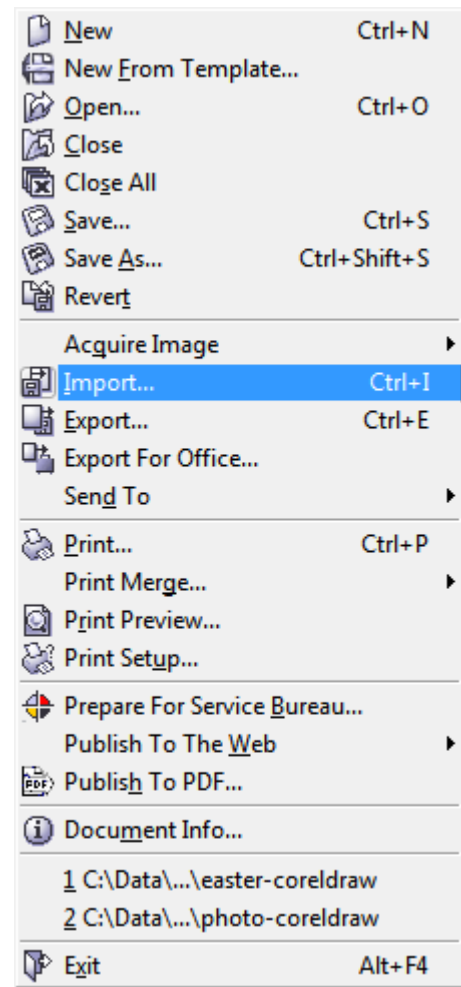 New Ctrl+N
New From Template...
Open... Ctrl+O
Close
Close All
Save... Ctrl+S
Save As... Ctrl+Shift+S
Revert
Acquire Image
Import... Ctrl+I
Export... Ctrl+E
Export For Office...
Send To
Print... Ctrl+P
Print Merge...
Print Preview...
Print Setup...
Prepare For Service Bureau...
Publish To The Web
PDF Publish To PDF...
Document Info...
1 C:\Data\...\easter-coreldraw
2 C:\Data\...\photo-coreldraw
Exit Alt+F4